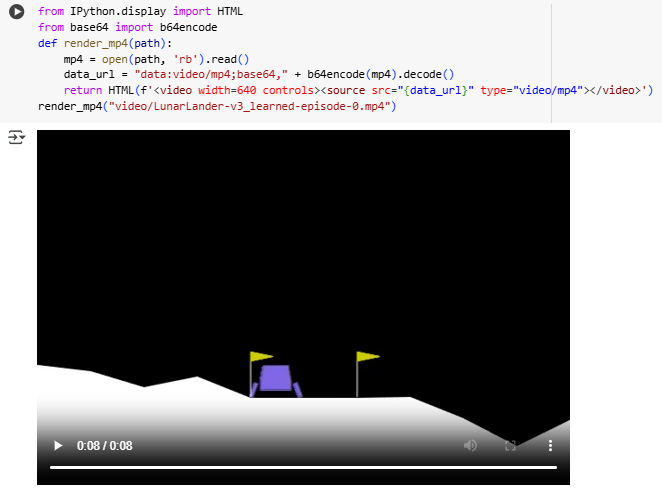 from IPython.display import HTML
from base64 import b64encode
def render_mp4(path):
    mp4 = open(path, 'rb').read()
    data_url = "data:video/mp4;base64," + b64encode(mp4).decode()
    return HTML(f'<video width=640 controls><source src="{data_url}" type="video/mp4"></video>')
render_mp4("video/LunarLander-v3_learned-episode-0.mp4")
0:08 / 0:08